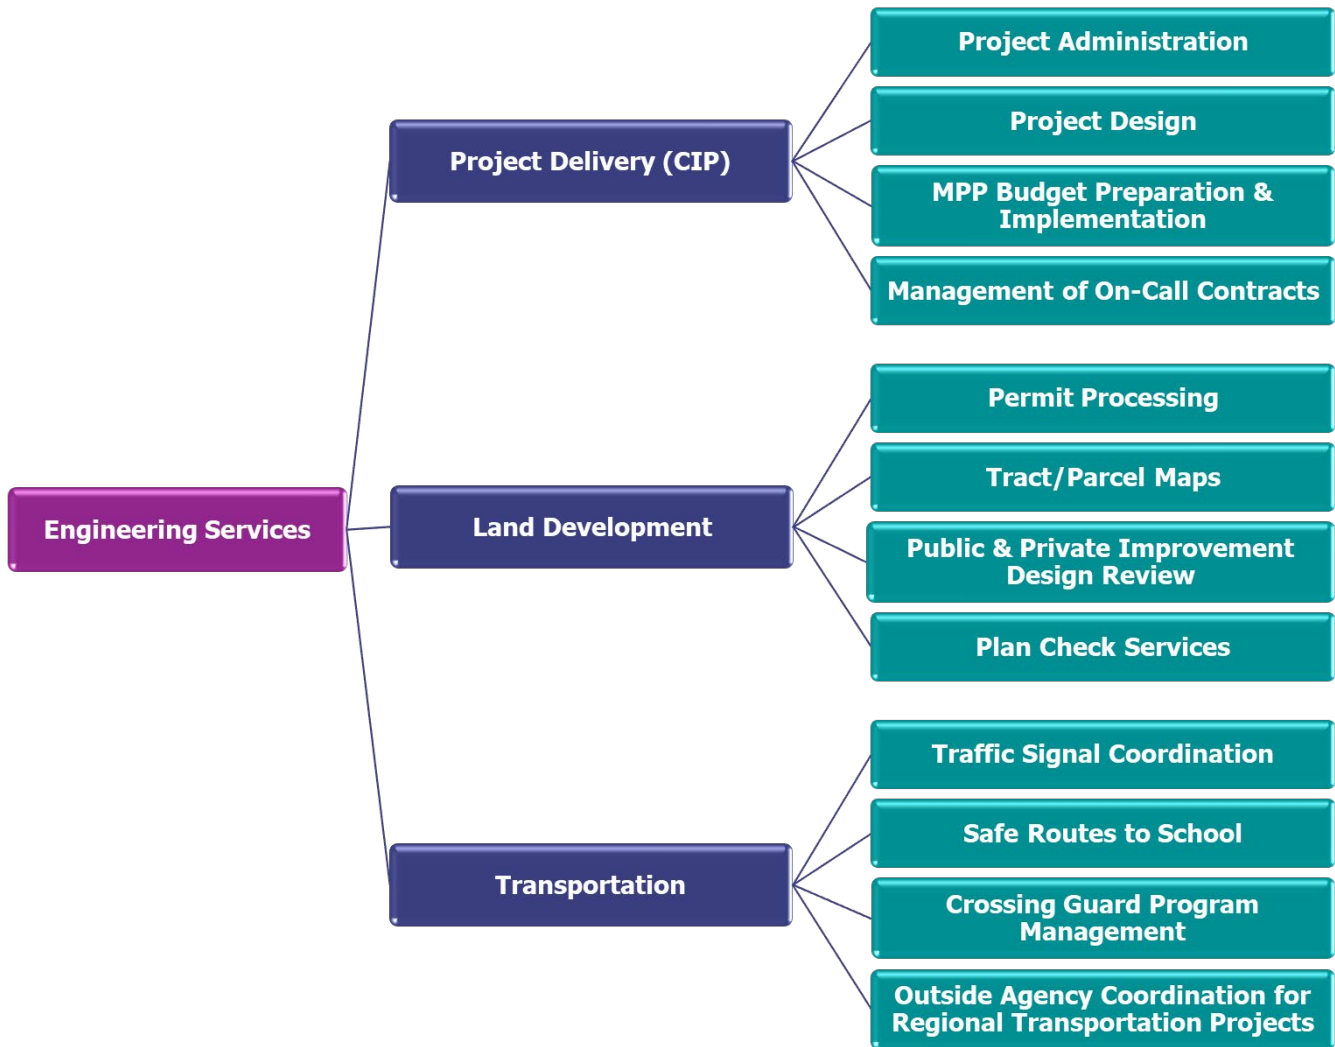 Engineering Services
Project Delivery (CIP)
Project Administration
Project Design
MPP Budget Preparation &
Implementation
Management of On-Call Contracts
Land Development
Permit Processing
Tract/Parcel Maps
Public & Private Improvement
Design Review
Plan Check Services
Transportation
Traffic Signal Coordination
Safe Routes to School
Crossing Guard Program
Management
Outside Agency Coordination for
Regional Transportation Projects